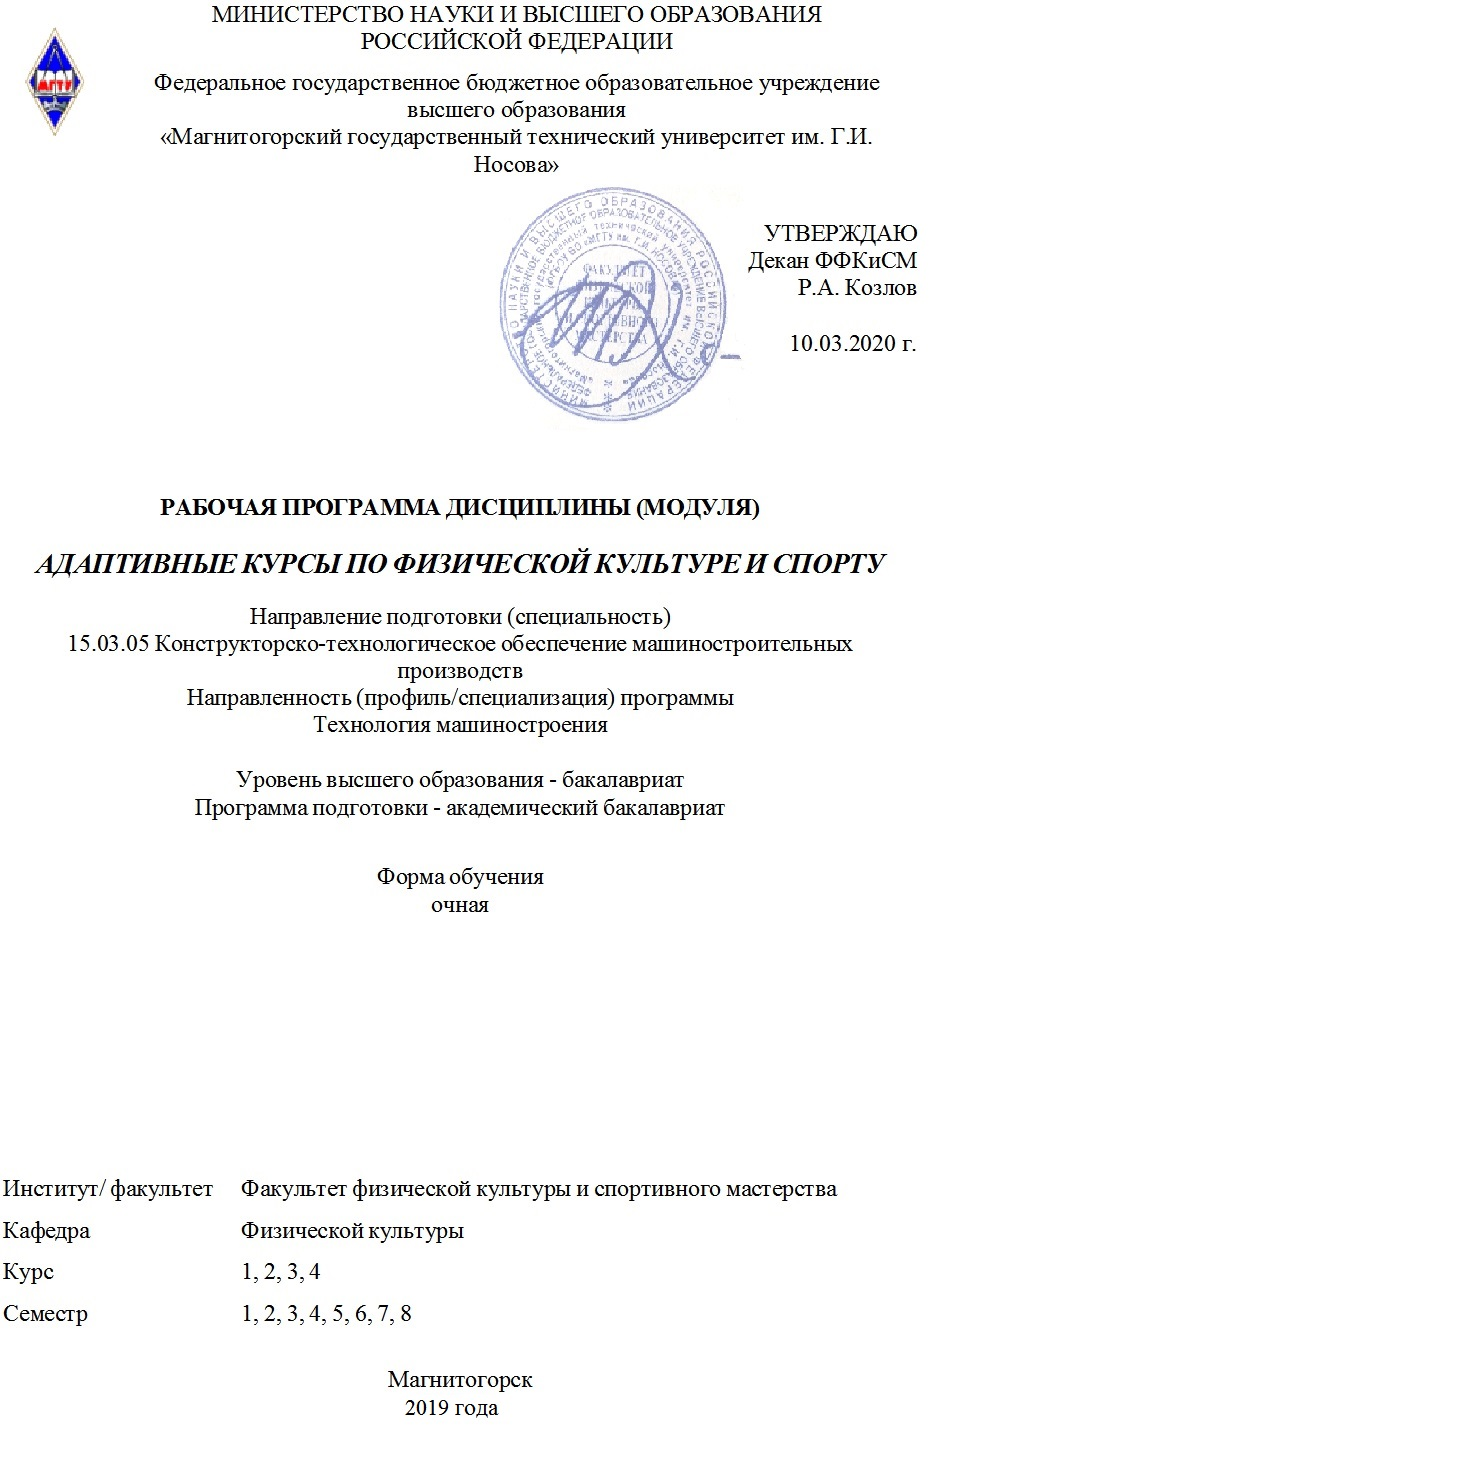 МИНИСТЕРСТВО НАУКИ И ВЫСШЕГО ОБРАЗОВАНИЯ
РОССИЙСКОЙ ФЕДЕРАЦИИ
МГТУ
Федеральное государственное бюджетное образовательное учреждение
высшего образования
«Магнитогорский государственный технический университет им. Г.И.
Носова»
УТВЕРЖДАЮ
Декан ФФКиСМ
Р.А. Козлов
10.03.2020 г.
РАБОЧАЯ ПРОГРАММА ДИСЦИПЛИНЫ (МОДУЛЯ)
АДАПТИВНЫЕ КУРСЫ ПО ФИЗИЧЕСКОЙ КУЛЬТУРЕ И СПОРТУ
Направление подготовки (специальность)
15.03.05 Конструкторско-технологическое обеспечение машиностроительных
производств
Направленность (профиль/специализация) программы
Технология машиностроения
Уровень высшего образования - бакалавриат
Программа подготовки - академический бакалавриат
Форма обучения
очная
Институт/ факультет Факультет физической культуры и спортивного мастерства
Кафедра Физической культуры
Курс 1, 2, 3, 4
Семестр 1, 2, 3, 4, 5, 6, 7, 8
Магнитогорск
2019 года